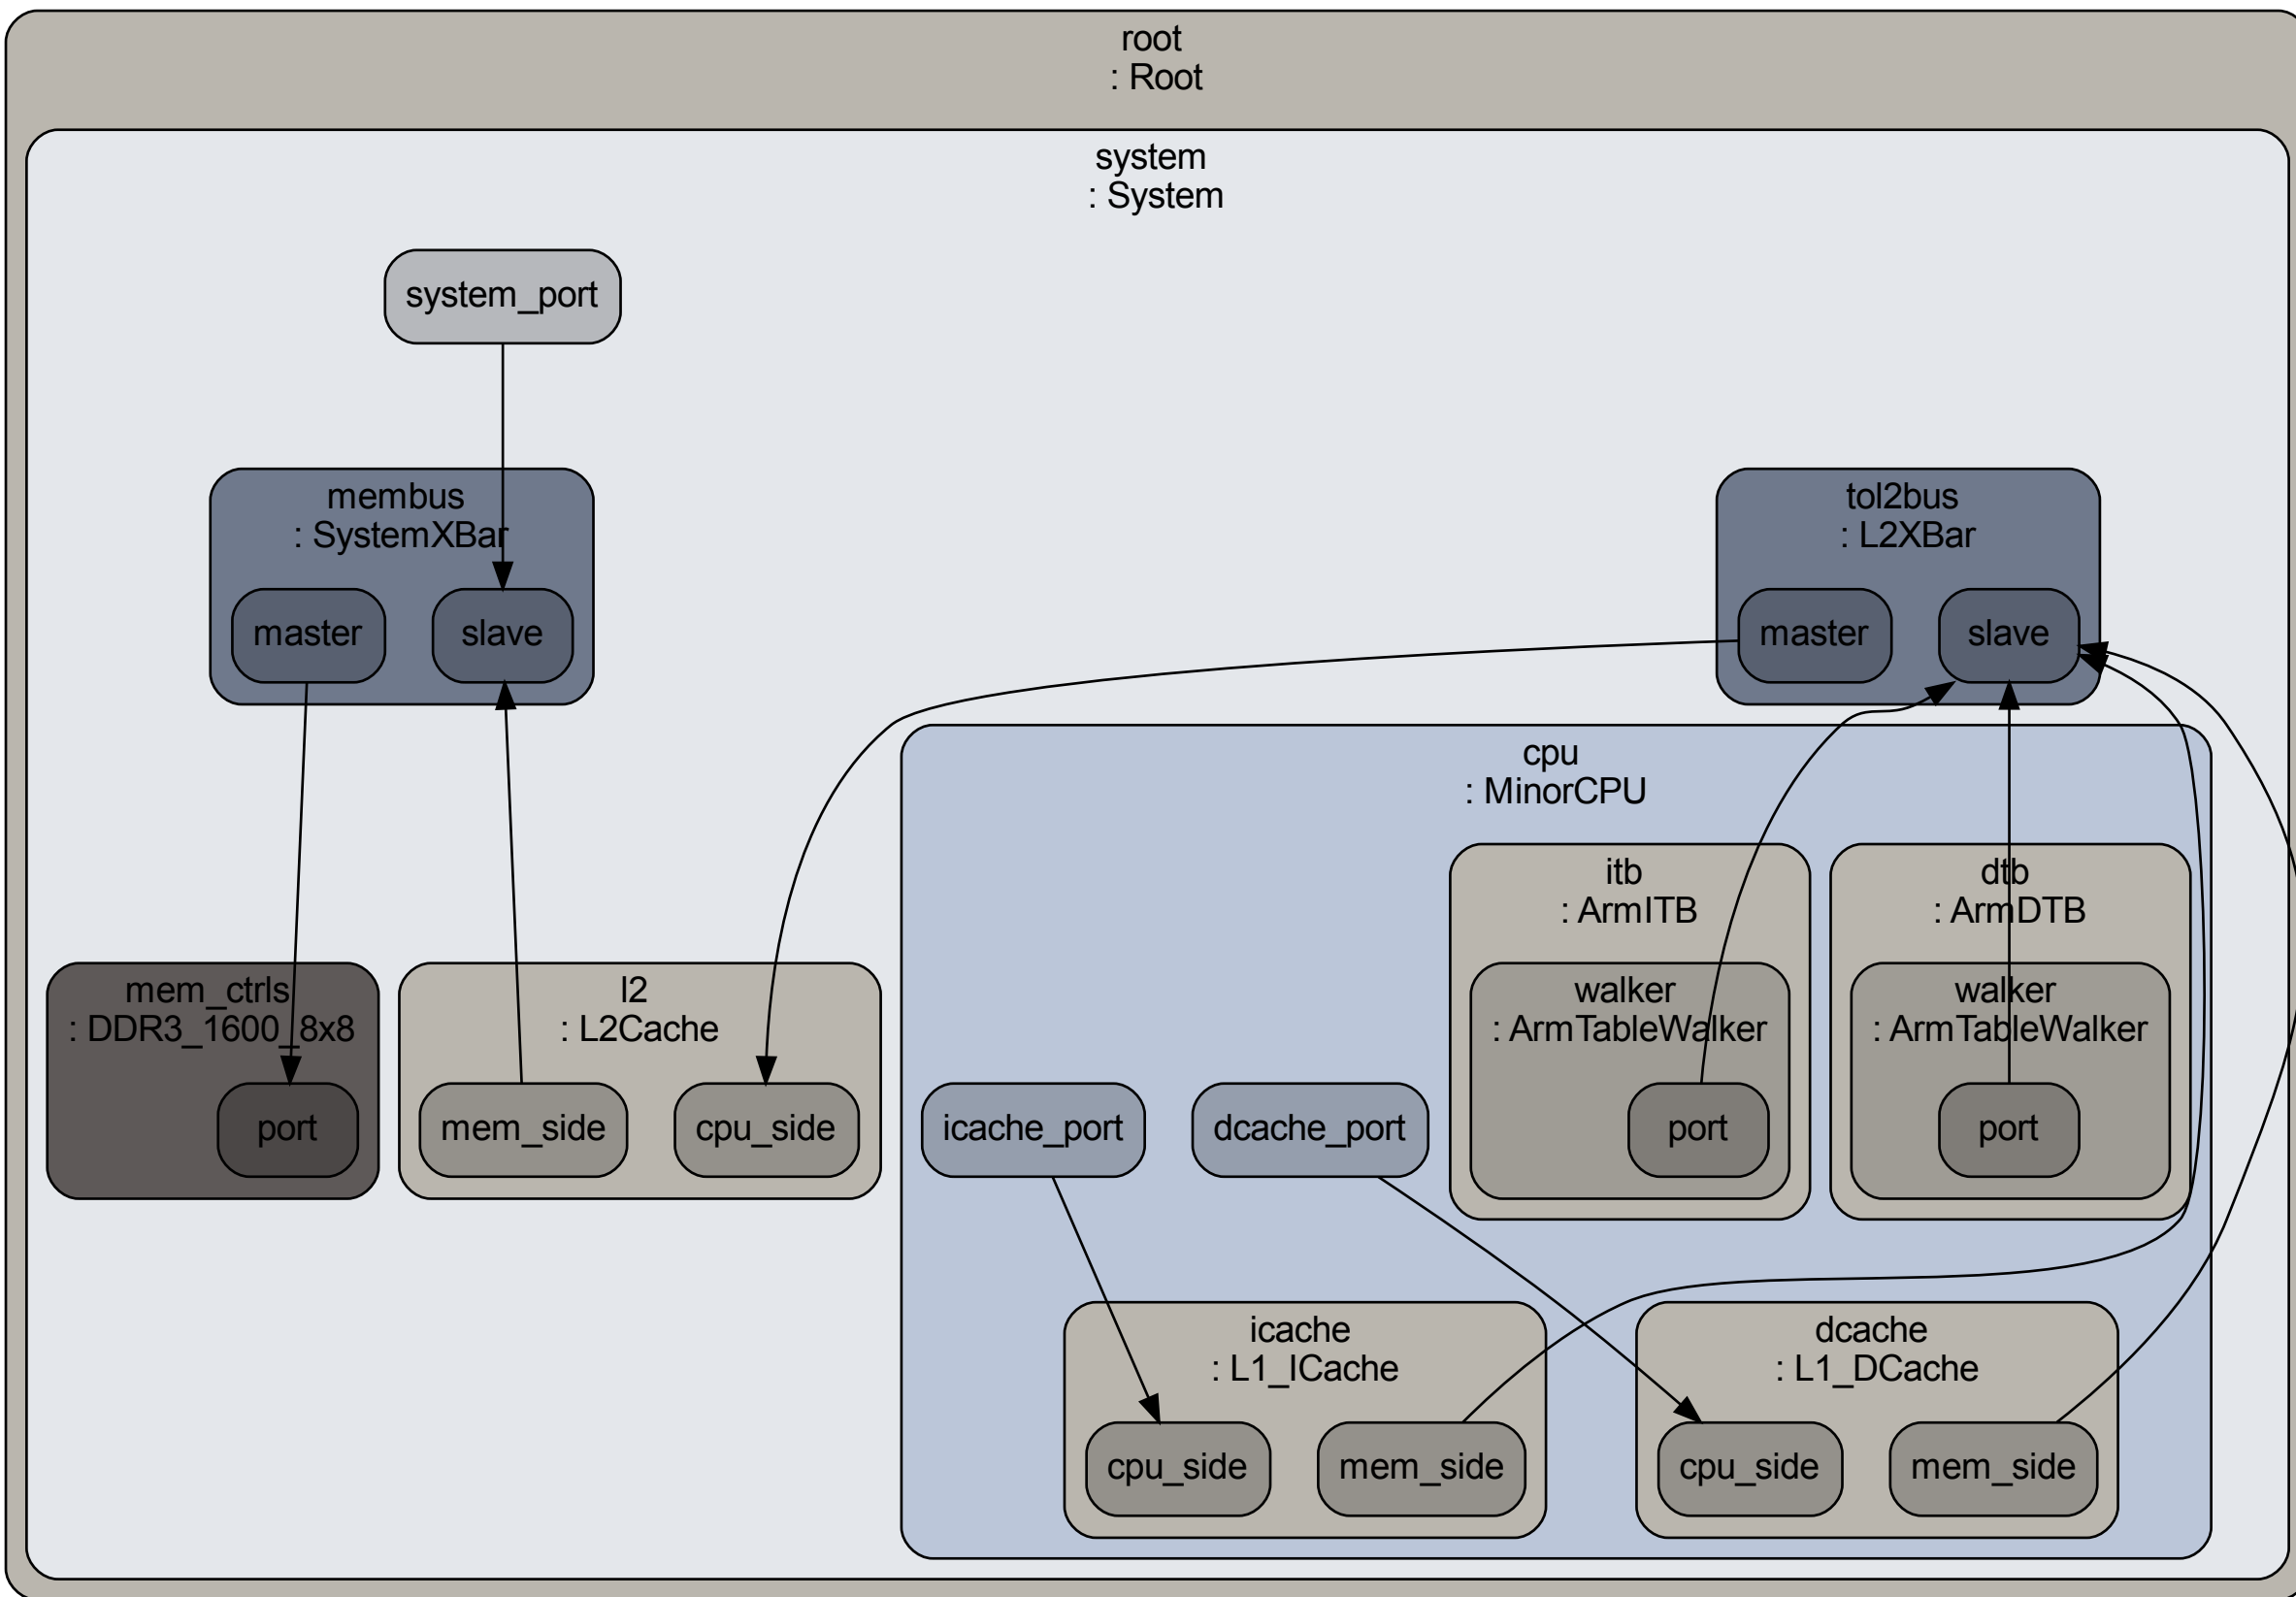 root
: Root
system
: System
system_port
membus
: SystemXBar
master
slave
tol2bus
: L2XBar
master
slave
cpu
: MinorCPU
itb
: ArmITB
dtb
: ArmDTB
mem_ctrls
: DDR3_1600_8x8
port
l2
: L2Cache
mem_side
cpu_side
walker
: ArmTableWalker
port
walker
: ArmTableWalker
port
icache_port
dcache_port
icache
: L1_ICache
cpu_side
mem_side
dcache
: L1_DCache
cpu_side
mem_side